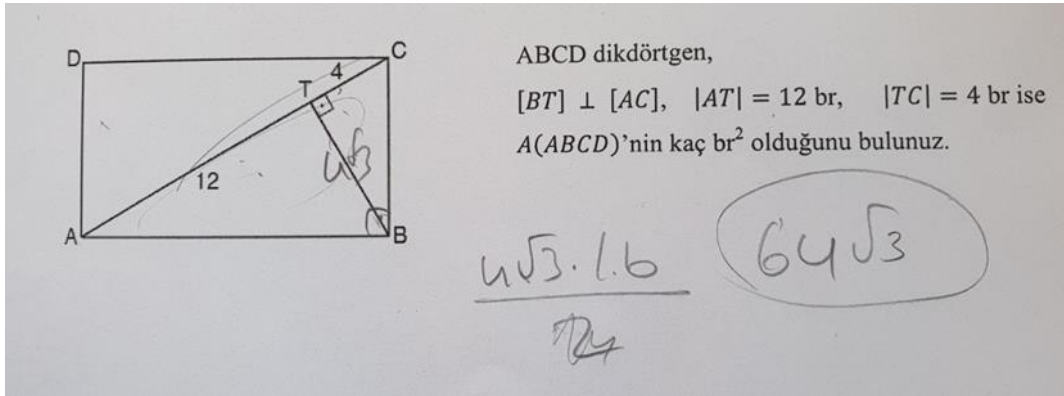 D
C
4
T
12
4√3
A
B
ABCD dikdörtgen,
[BT] ⊥ [AC], |AT| = 12 br, |TC| = 4 br ise
A(ABCD)'nin kaç br² olduğunu bulunuz.
4√3.16
64√3